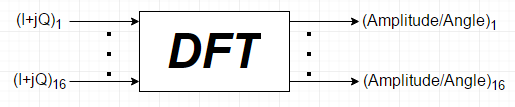 (I+jQ)₁ DFT (Amplitude/Angle)₁
(I+jQ)₁₆ (Amplitude/Angle)₁₆